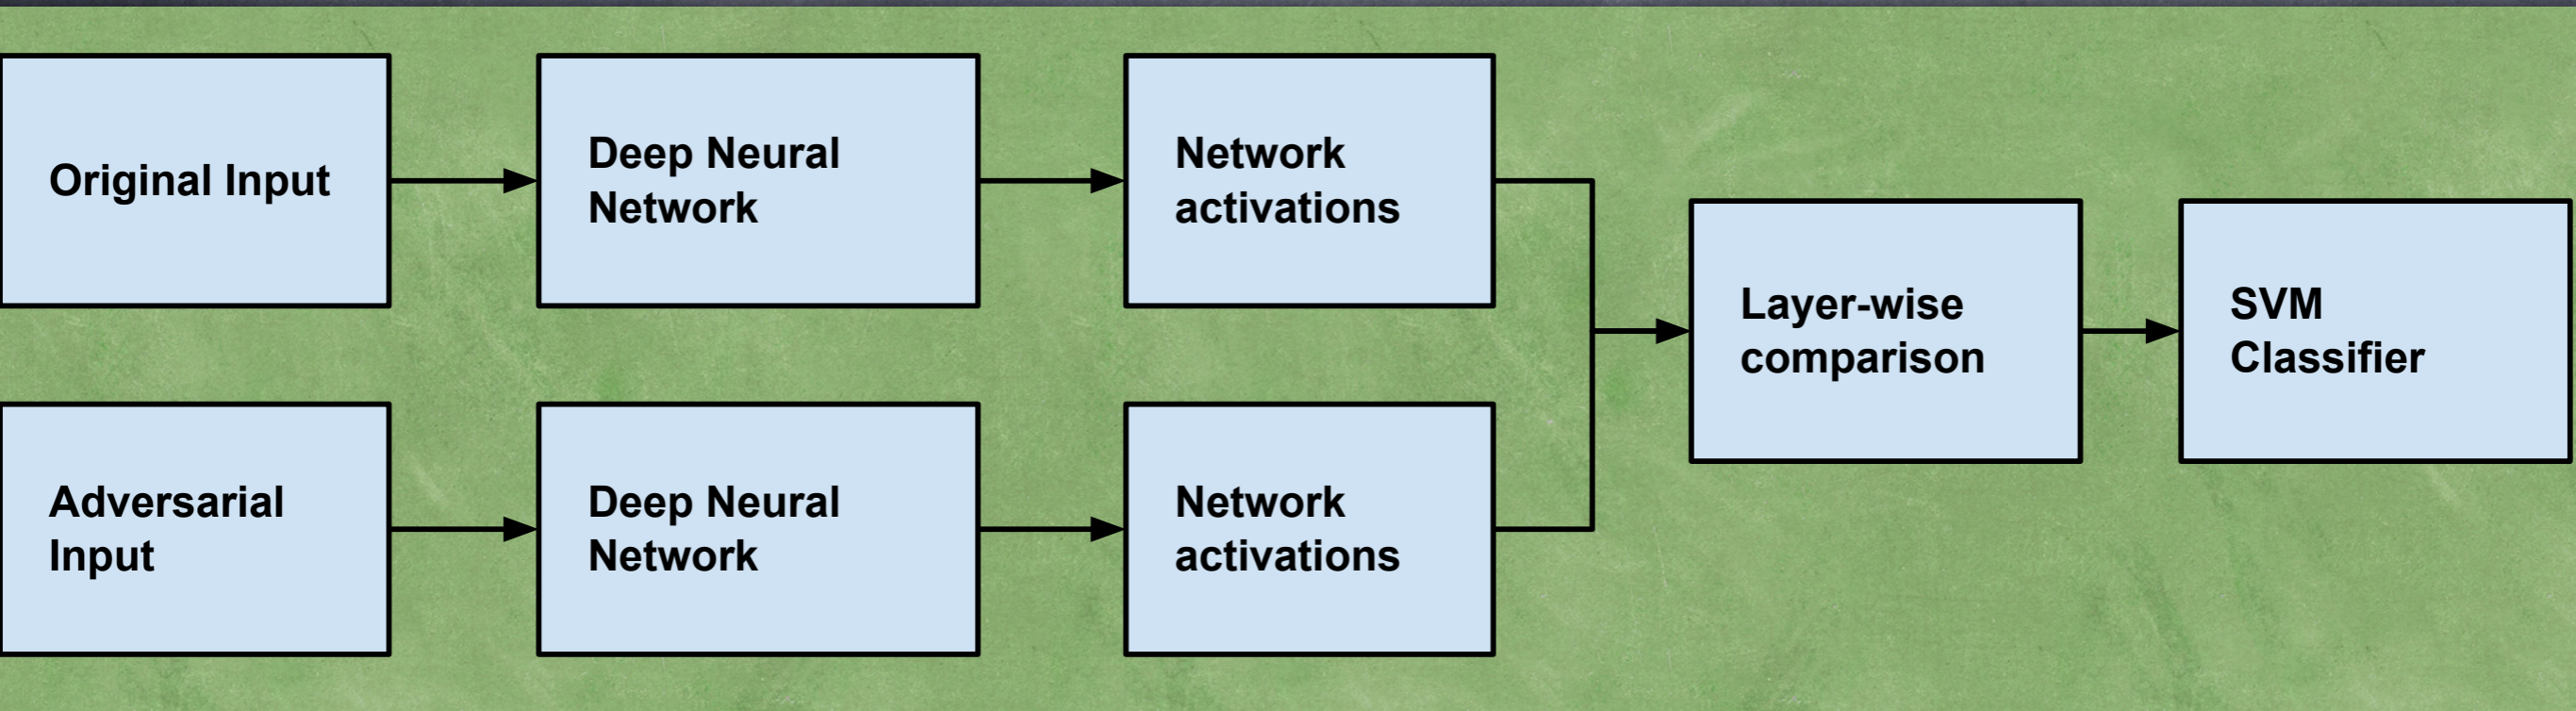 Original Input
Deep Neural
Network
Network
activations
Adversarial
Input
Deep Neural
Network
Network
activations
Layer-wise
comparison
SVM
Classifier